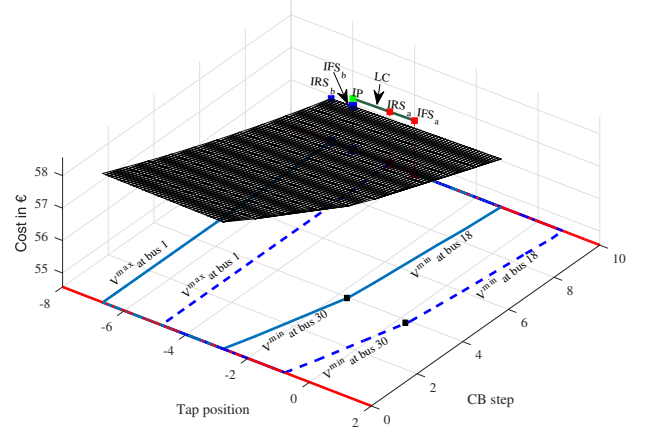 IFS_b
LC
IRS_b
IP
IRS_a
IFS_a
58
57
56
55
Cost in €
V^max at bus 1
V^max at bus 1
V^min at bus 18
V^min at bus 18
V^min at bus 30
V^min at bus 30
-8
-6
-4
-2
0
2
Tap position
0
2
4
6
8
10
CB step